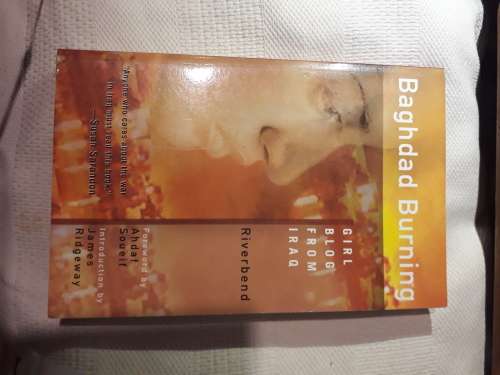 Baghdad Burning
GIRL
BLOG
FROM
IRAQ
Riverbend
Foreword by
Ahdaf
Soueif
Introduction by
James
Ridgeway
"Anyone who cares about the war
in Iraq must read this book."
—Susan Sarandon